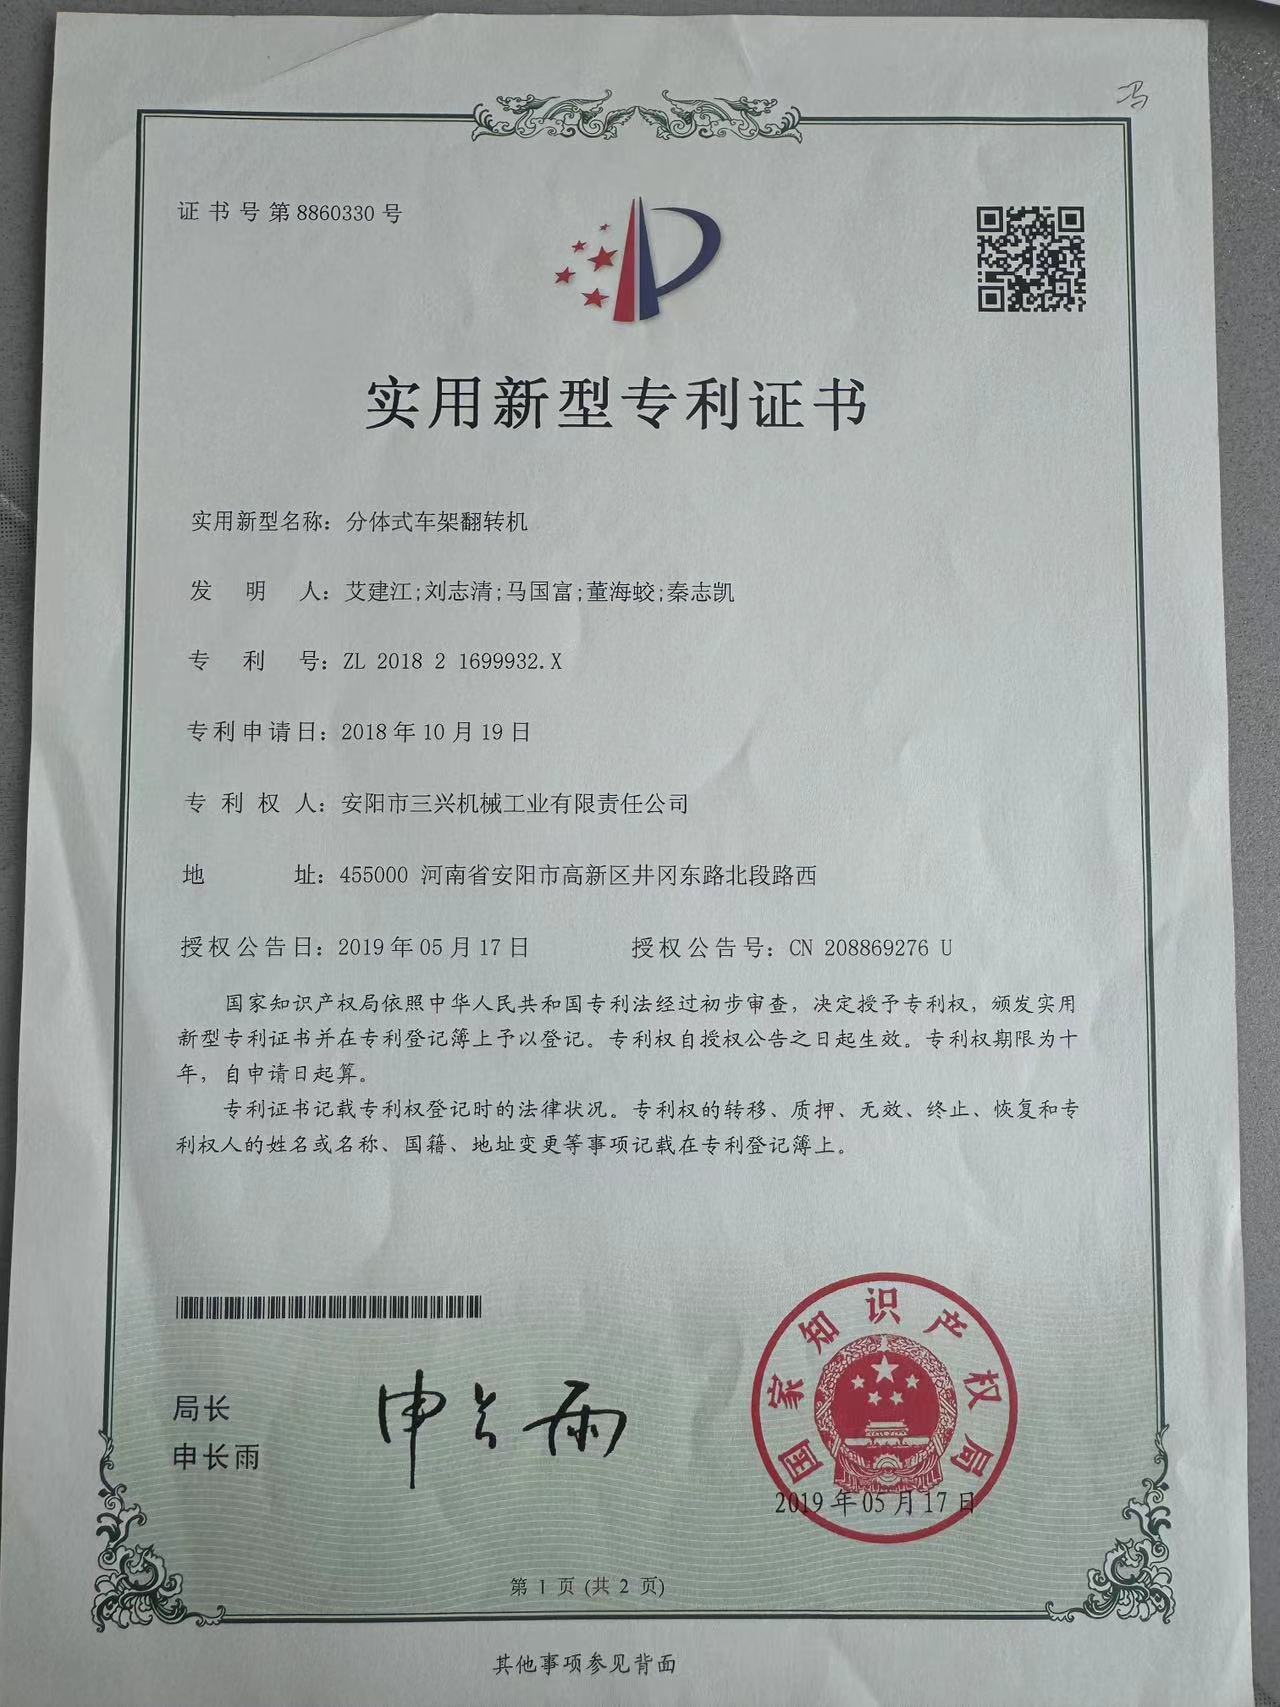 冯
证书号第8860330号
实用新型专利证书
实用新型名称：分体式车架翻转机
发明人：艾建江;刘志清;马国富;董海蛟;秦志凯
专利号：ZL 2018 2 1699932.X
专利申请日：2018年10月19日
专利权人：安阳市三兴机械工业有限责任公司
地址：455000 河南省安阳市高新区井冈东路北段路西
授权公告日：2019年05月17日 授权公告号：CN 208869276 U
国家知识产权局依照中华人民共和国专利法经过初步审查，决定授予专利权，颁发实用
新型专利证书并在专利登记簿上予以登记。专利权自授权公告之日起生效。专利权期限为十
年，自申请日起算。
专利证书记载专利权登记时的法律状况。专利权的转移、质押、无效、终止、恢复和专
利权人的姓名或名称、国籍、地址变更等事项记载在专利登记簿上。
局长
申长雨
申长雨
国家知识产权局
2019年05月17日
第 1 页 (共 2 页)
其他事项参见背面